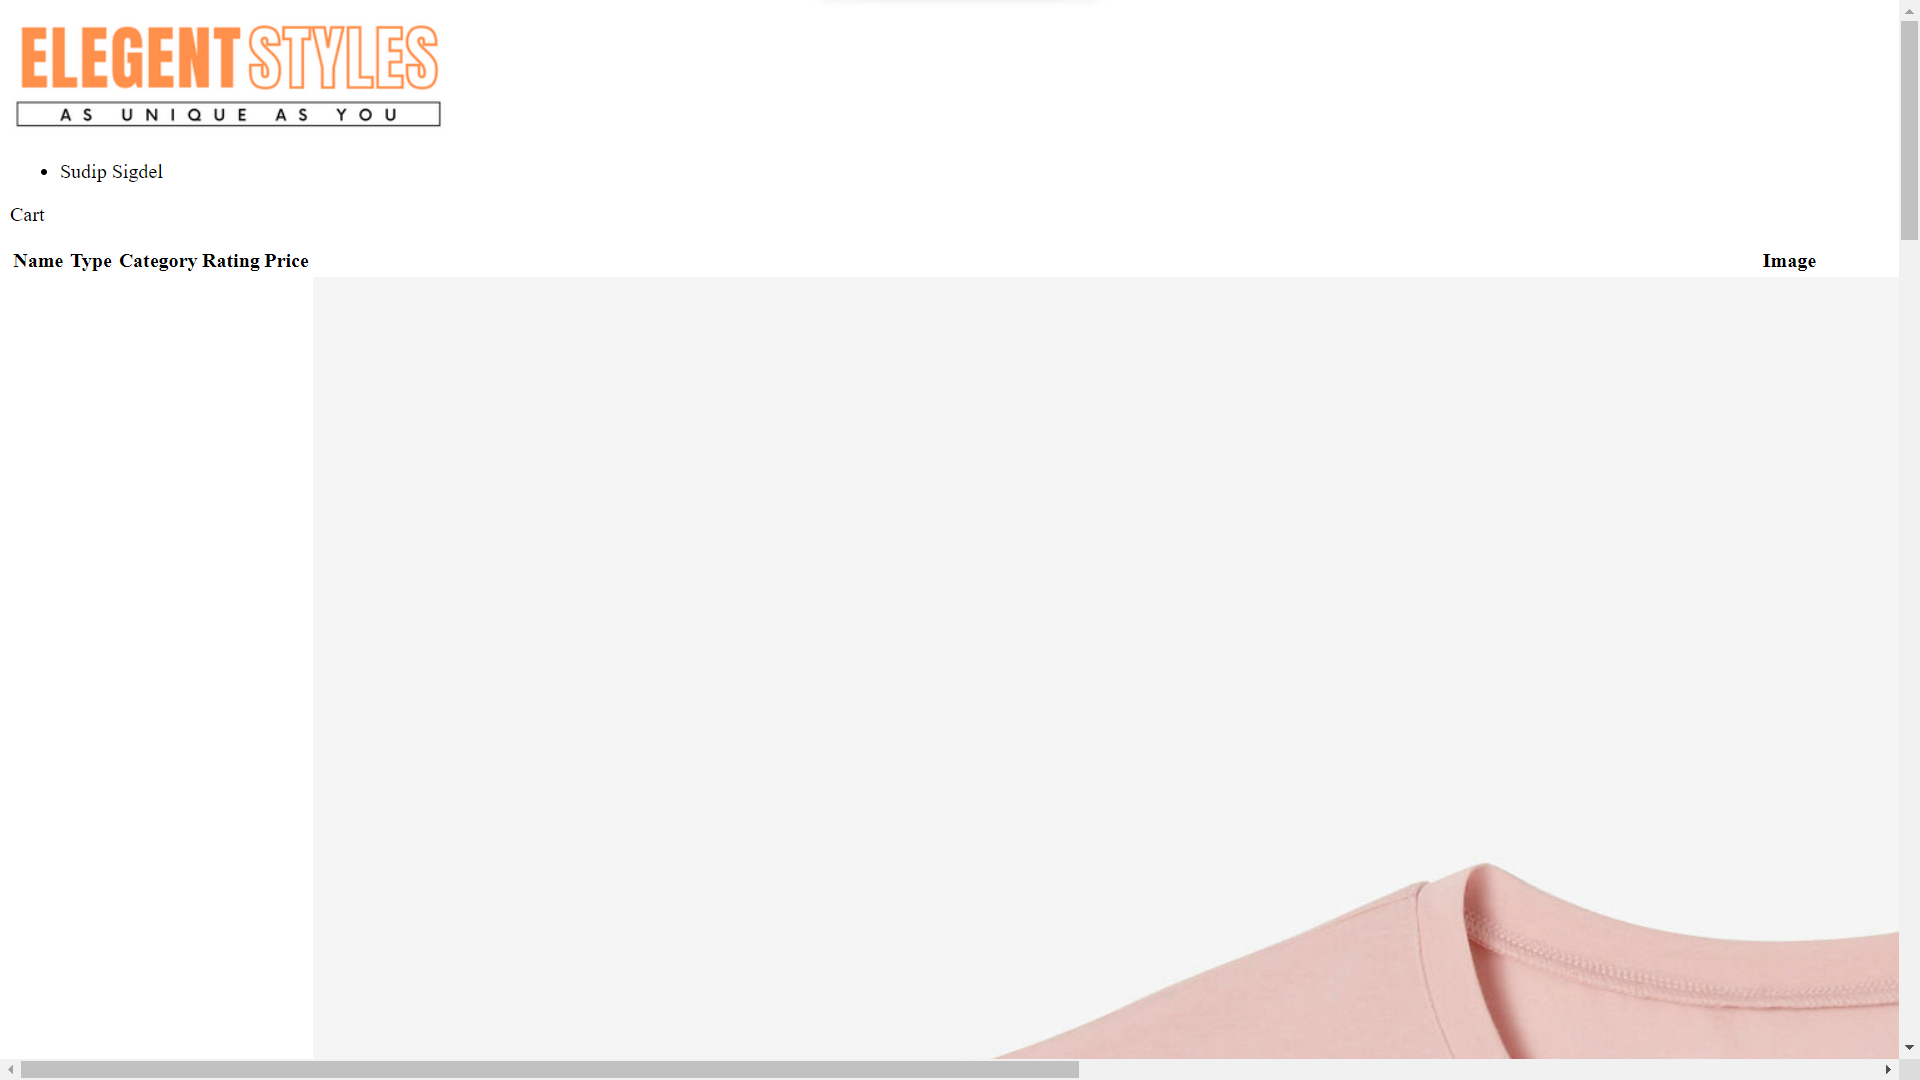 ELEGENT STYLES
AS UNIQUE AS YOU
Sudip Sigdel
Cart
Name Type Category Rating Price Image